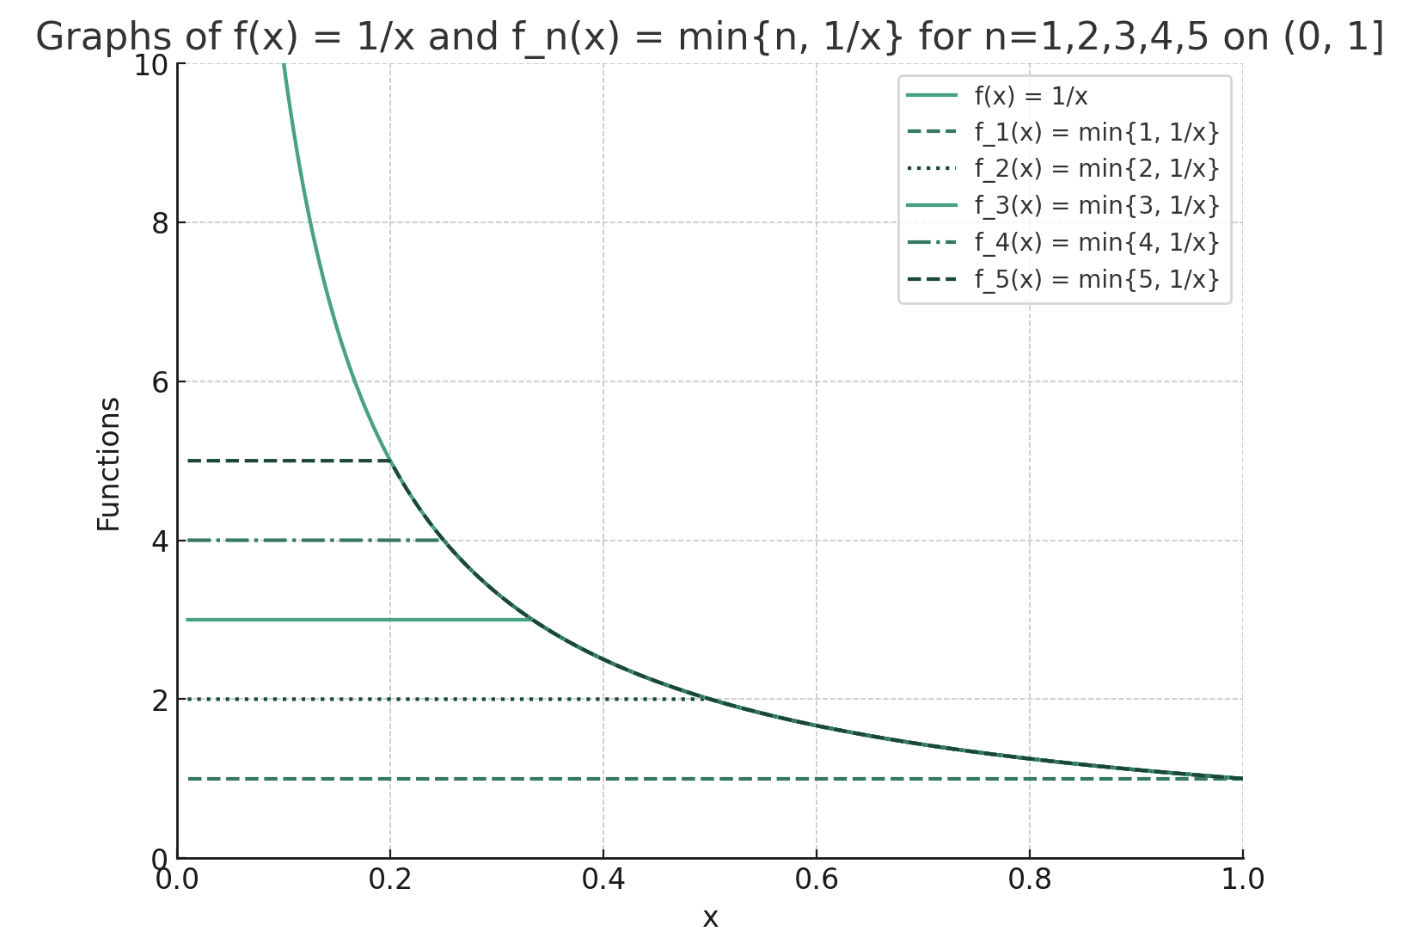 Graphs of f(x) = 1/x and f_n(x) = min{n, 1/x} for n=1,2,3,4,5 on (0, 1]
10
8
6
4
2
0
Functions
f(x) = 1/x
f_1(x) = min{1, 1/x}
f_2(x) = min{2, 1/x}
f_3(x) = min{3, 1/x}
f_4(x) = min{4, 1/x}
f_5(x) = min{5, 1/x}
0.0 0.2 0.4 0.6 0.8 1.0
x